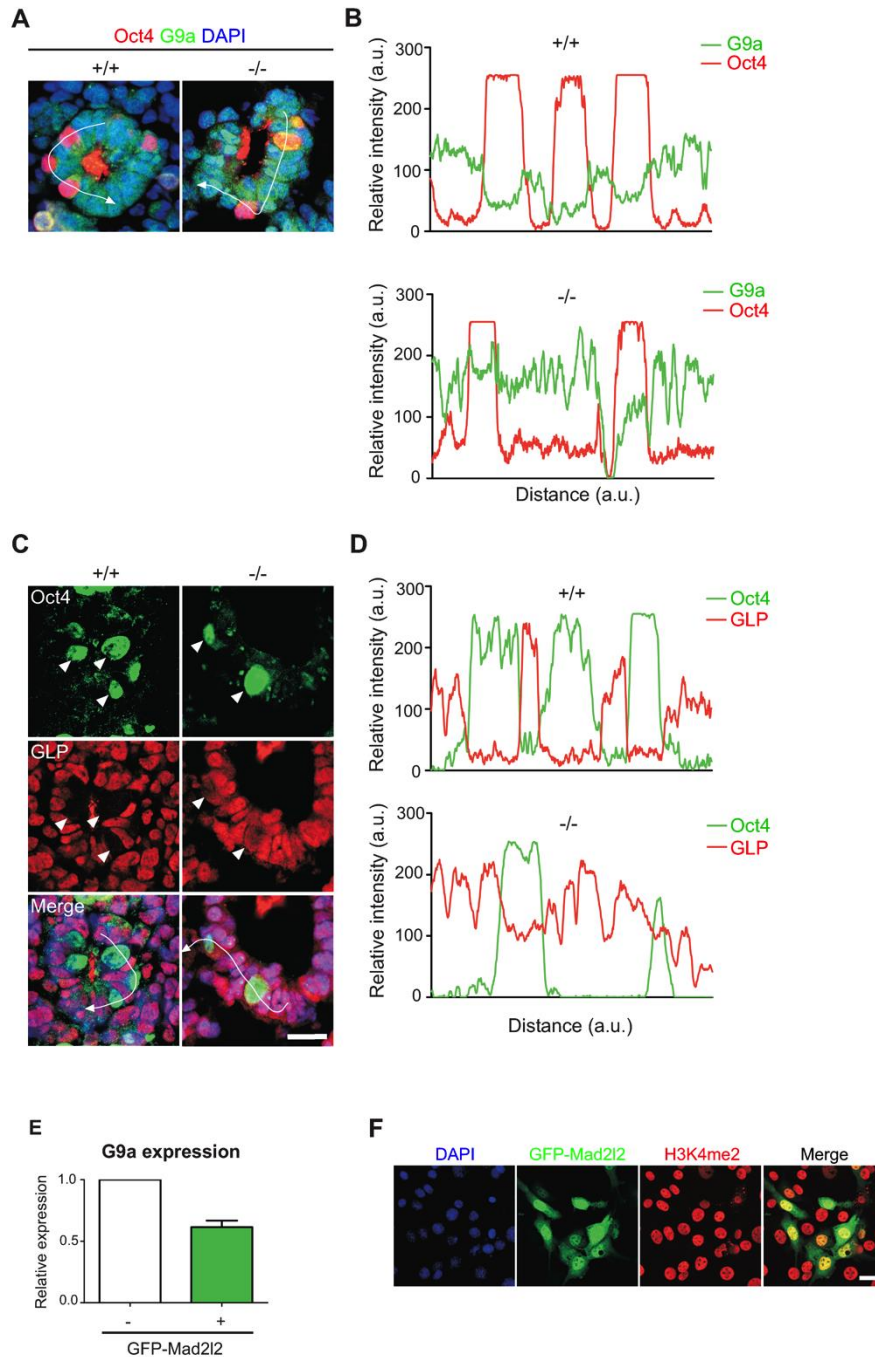 A
Oct4 G9a DAPI
+/+ -/-
B
Relative intensity (a.u.)
300
200
100
0
+/+
G9a
Oct4
Relative intensity (a.u.)
300
200
100
0
-/-
G9a
Oct4
Distance (a.u.)
C
+/+ -/-
Oct4
GLP
Merge
D
Relative intensity (a.u.)
300
200
100
0
+/+
Oct4
GLP
Relative intensity (a.u.)
300
200
100
0
-/-
Oct4
GLP
Distance (a.u.)
E
G9a expression
Relative expression
1.0
0.5
0.0
- +
GFP-Mad2l2
F
DAPI GFP-Mad2l2 H3K4me2 Merge